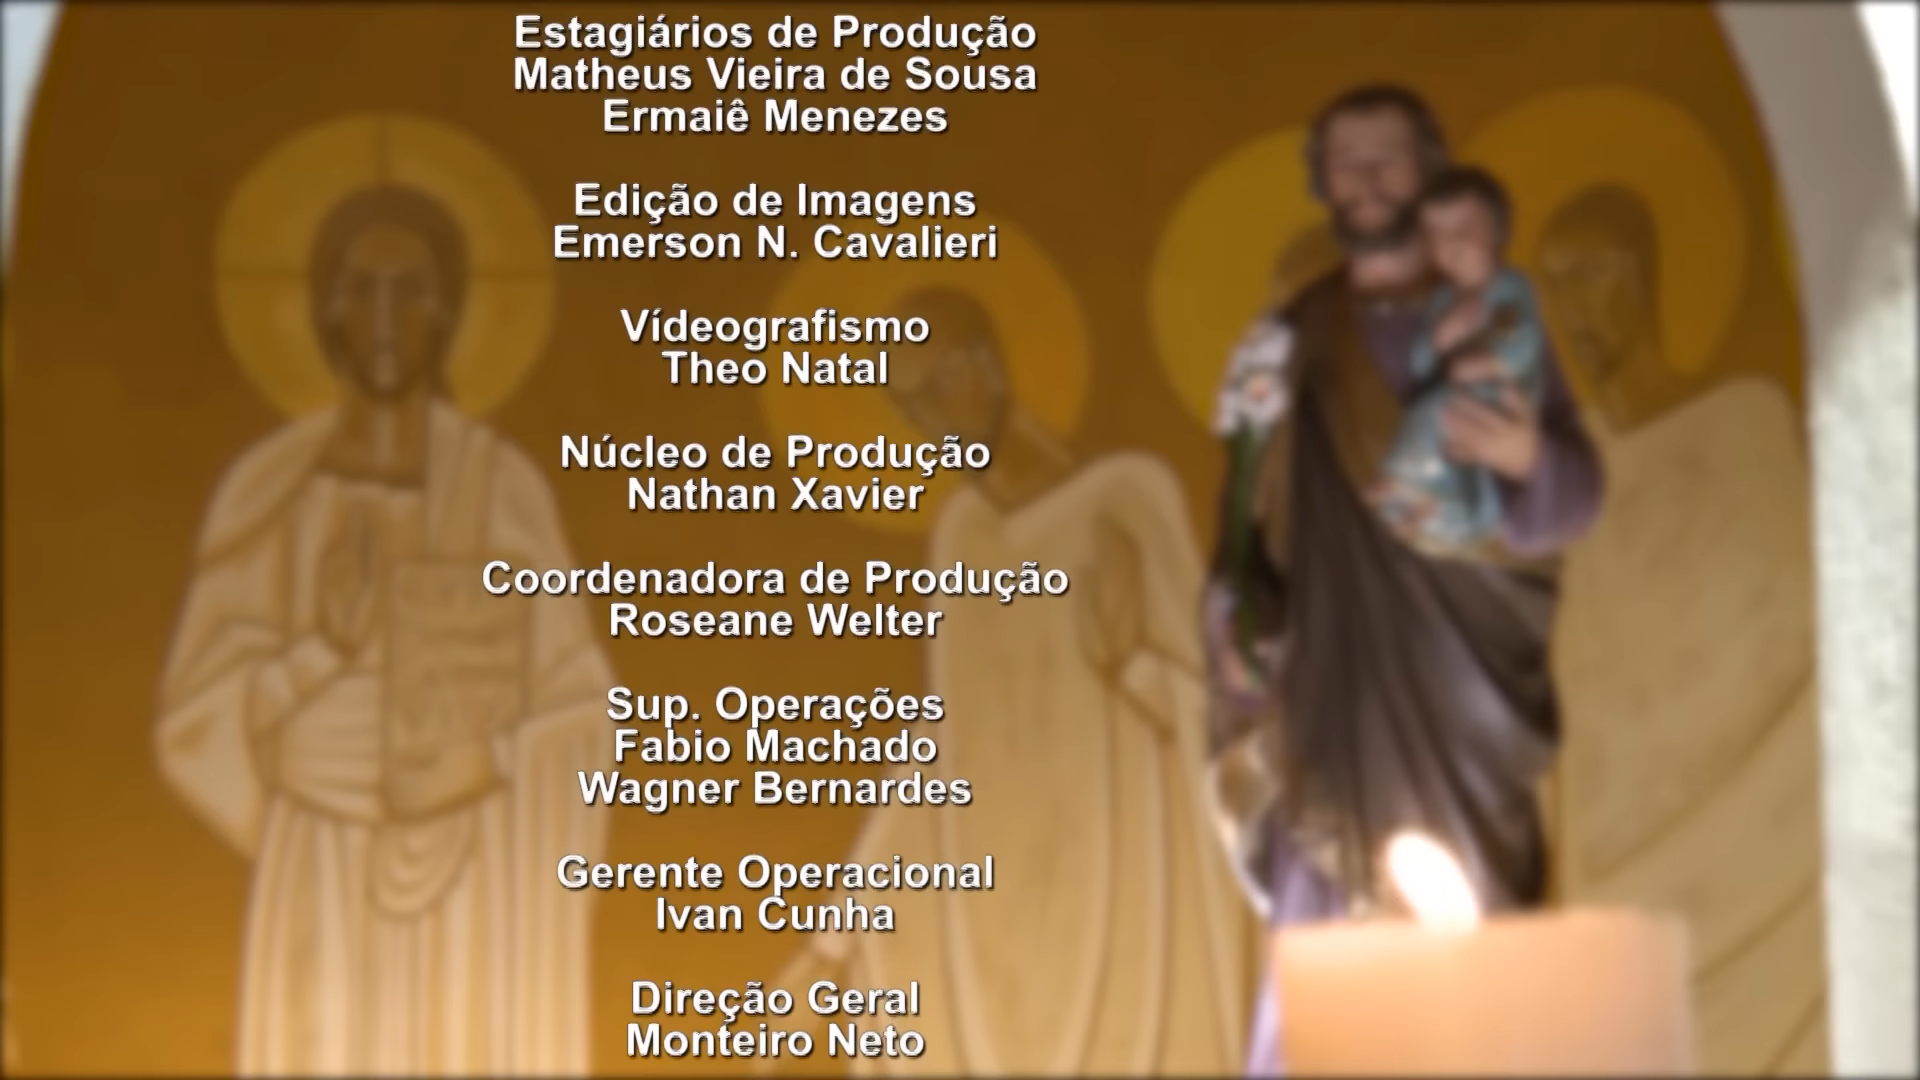 Estagiários de Produção
Matheus Vieira de Sousa
Ermaiê Menezes
Edição de Imagens
Emerson N. Cavalieri
Vídeografismo
Theo Natal
Núcleo de Produção
Nathan Xavier
Coordenadora de Produção
Roseane Welter
Sup. Operações
Fabio Machado
Wagner Bernardes
Gerente Operacional
Ivan Cunha
Direção Geral
Monteiro Neto